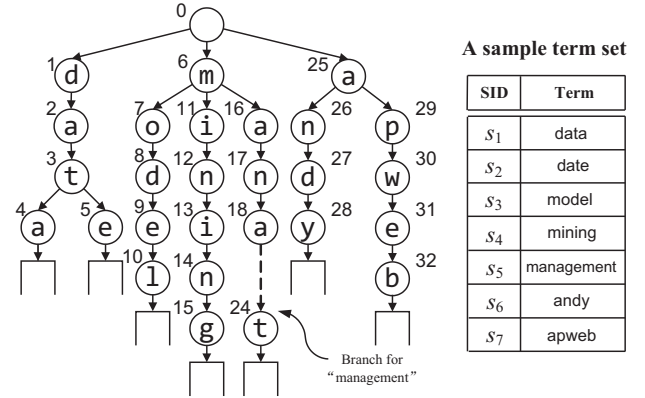 0
1 d 6 m 25 a
A sample term set
SID Term
2 a 7 o 11 i 16 a 26 n 29 p
s1 data
3 t 8 d 12 n 17 n 27 d 30 w
s2 date
s3 model
4 a 5 e 9 e 13 i 18 a 28 y 31 e
s4 mining
10 l 14 n 32 b
s5 management
s6 andy
15 g 24 t
s7 apweb
Branch for
“management”